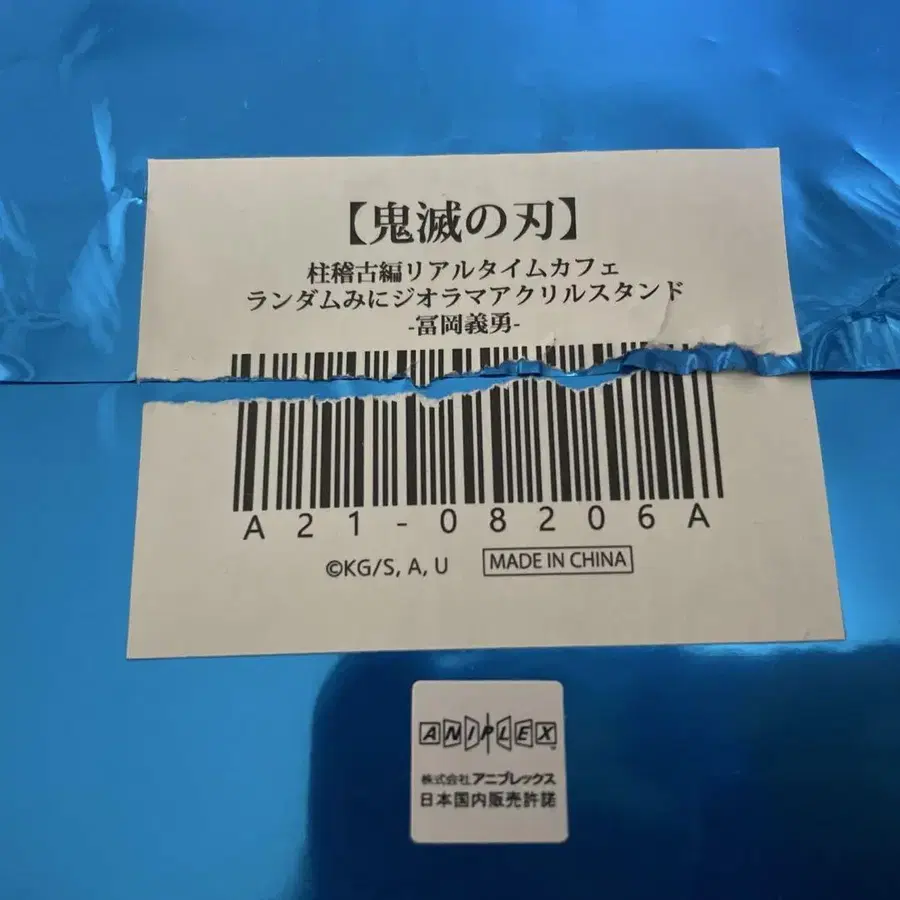 【鬼滅の刃】
柱稽古編リアルタイムカフェ
ランダムみにジオラマアクリルスタンド
-冨岡義勇-
A21-08206A
©KG/S, A, U MADE IN CHINA
ANIPLEX™
株式会社アニプレックス
日本国内販売許諾